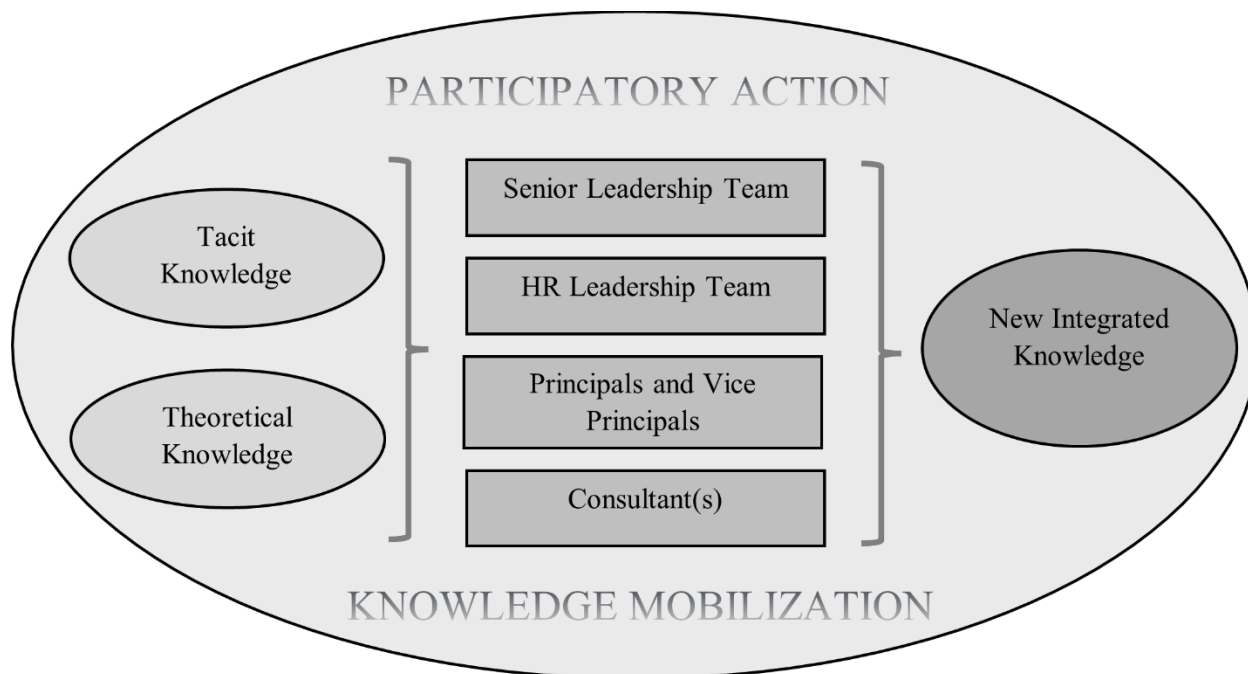 PARTICIPATORY ACTION
Tacit
Knowledge
Theoretical
Knowledge
Senior Leadership Team
HR Leadership Team
Principals and Vice
Principals
Consultant(s)
New Integrated
Knowledge
KNOWLEDGE MOBILIZATION